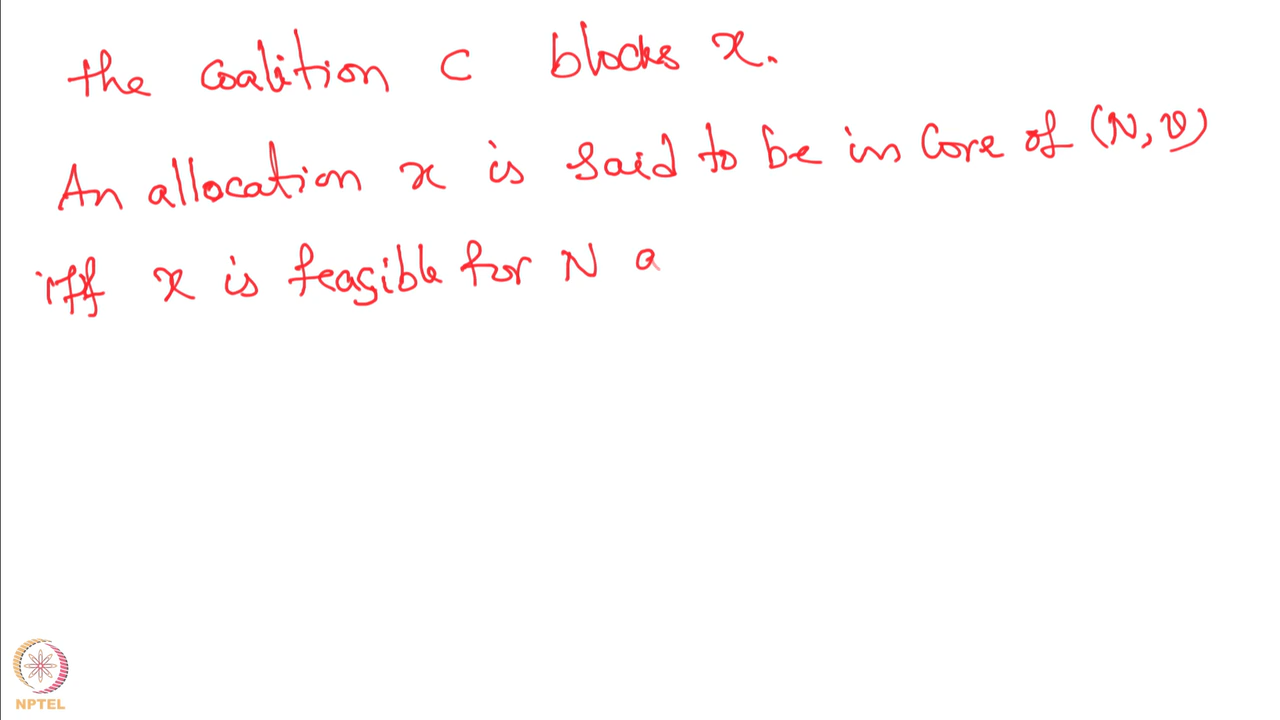 the coalition C blocks x.
An allocation x is said to be in Core of (N, v)
iff x is feasible for N a
NPTEL